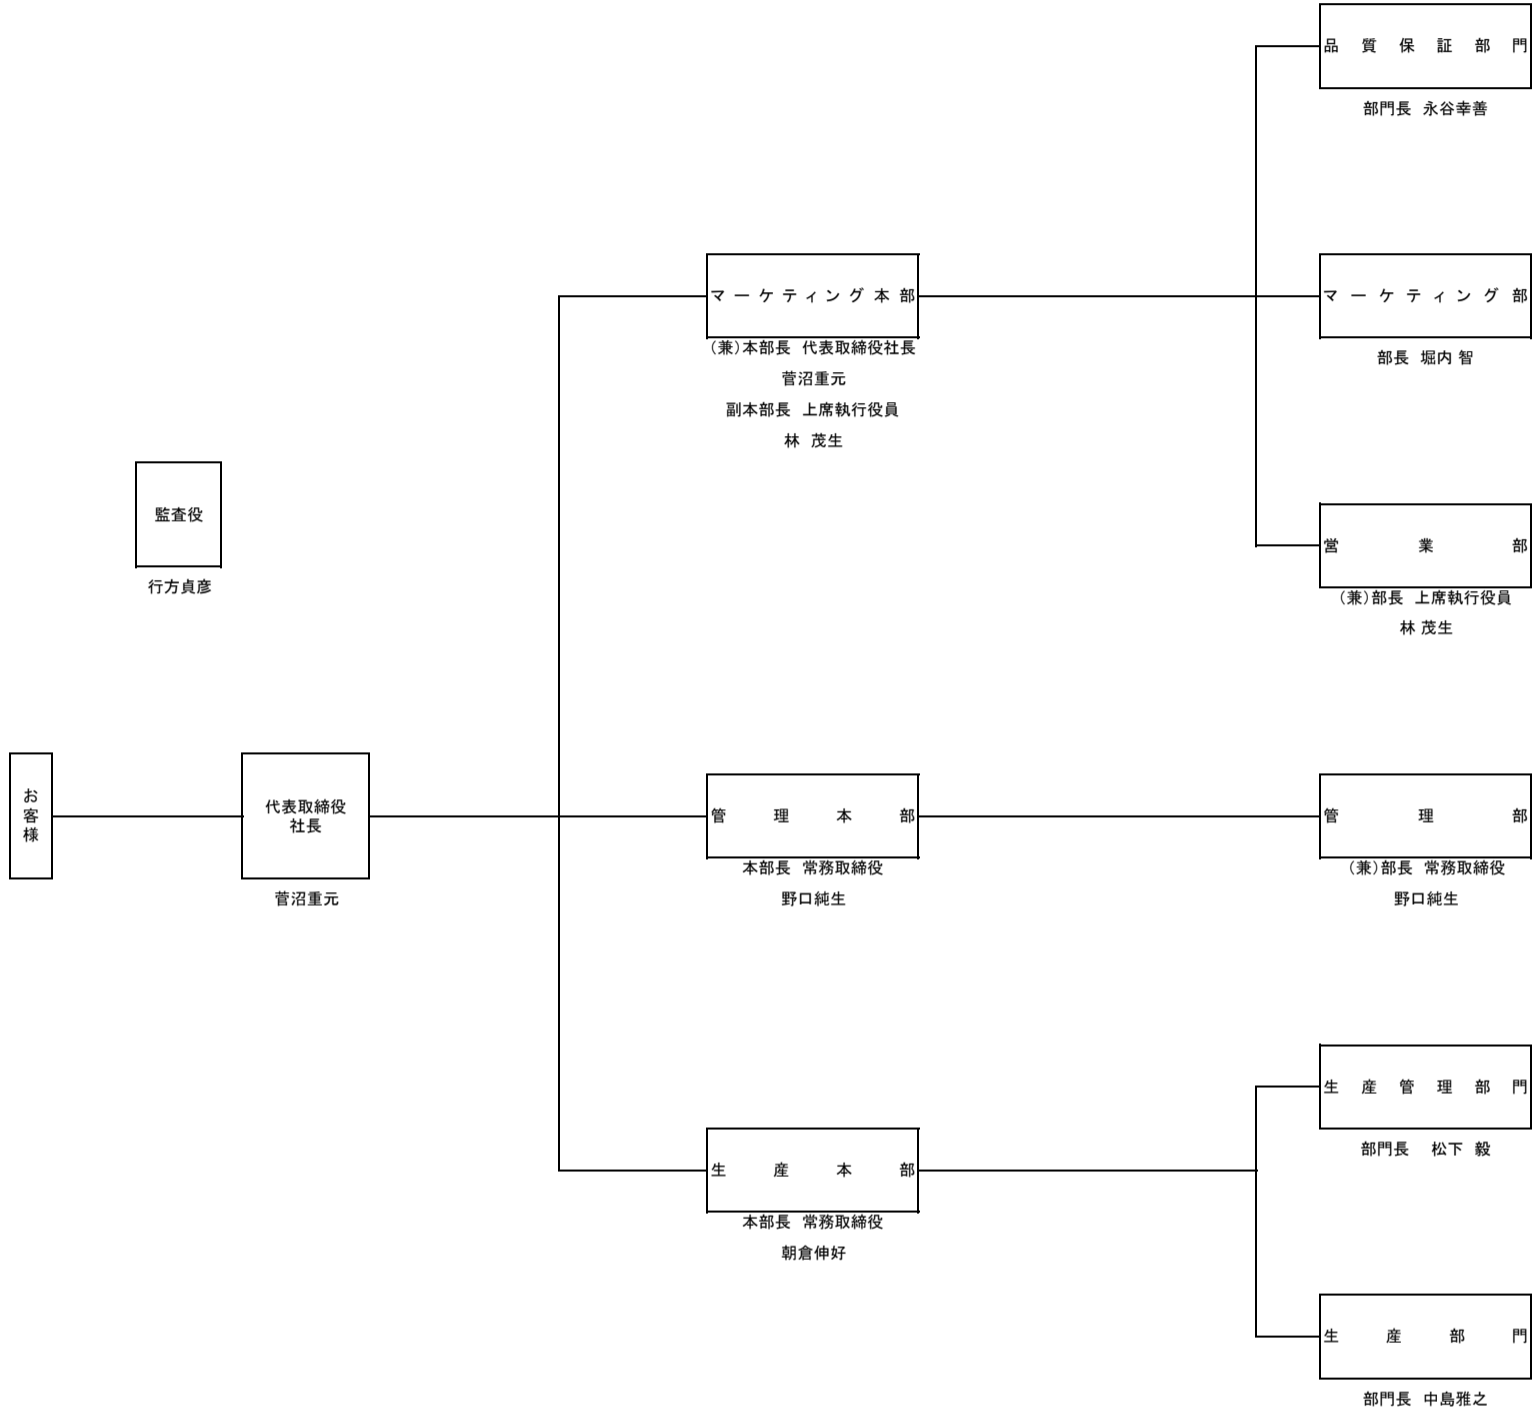 品質保証部門
部門長 永谷幸善
マーケティング本部
(兼)本部長 代表取締役社長
菅沼重元
副本部長 上席執行役員
林 茂生
マーケティング部
部長 堀内 智
監査役
行方貞彦
営業部
(兼)部長 上席執行役員
林 茂生
お客様
代表取締役
社長
菅沼重元
管理本部
本部長 常務取締役
野口純生
管理部
(兼)部長 常務取締役
野口純生
生産本部
本部長 常務取締役
朝倉伸好
生産管理部門
部門長 松下 毅
生産部門
部門長 中島雅之